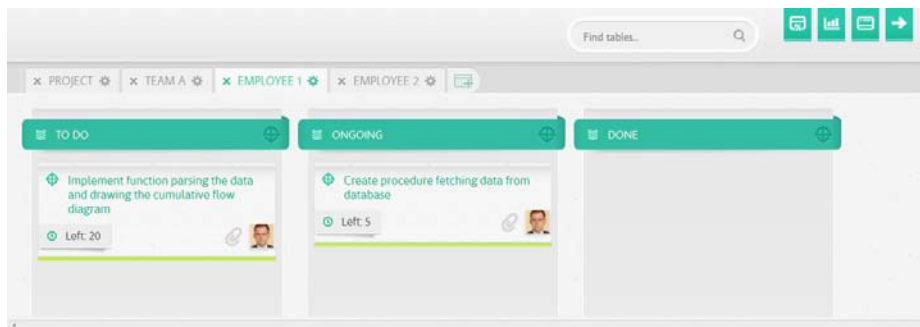 Find tables..
× PROJECT × TEAM A × EMPLOYEE 1 × EMPLOYEE 2
TO DO
Implement function parsing the data
and drawing the cumulative flow
diagram
Left: 20
ONGOING
Create procedure fetching data from
database
Left: 5
DONE